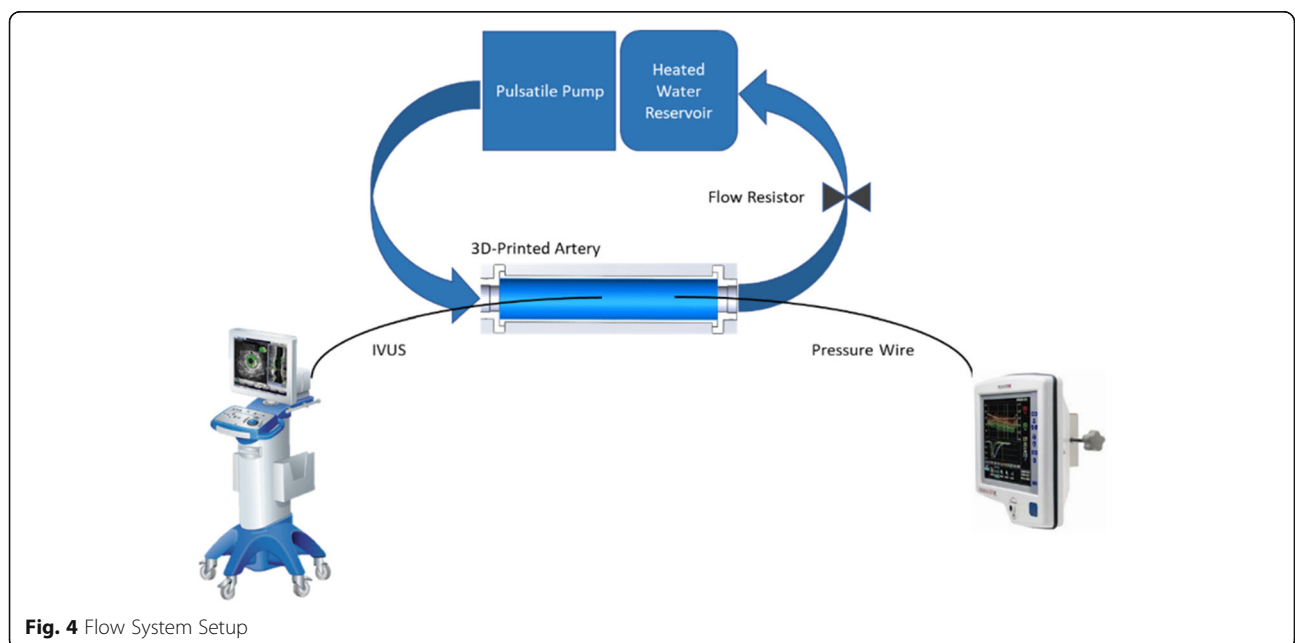 Pulsatile Pump
Heated
Water
Reservoir
Flow Resistor
3D-Printed Artery
IVUS
Pressure Wire
Fig. 4 Flow System Setup